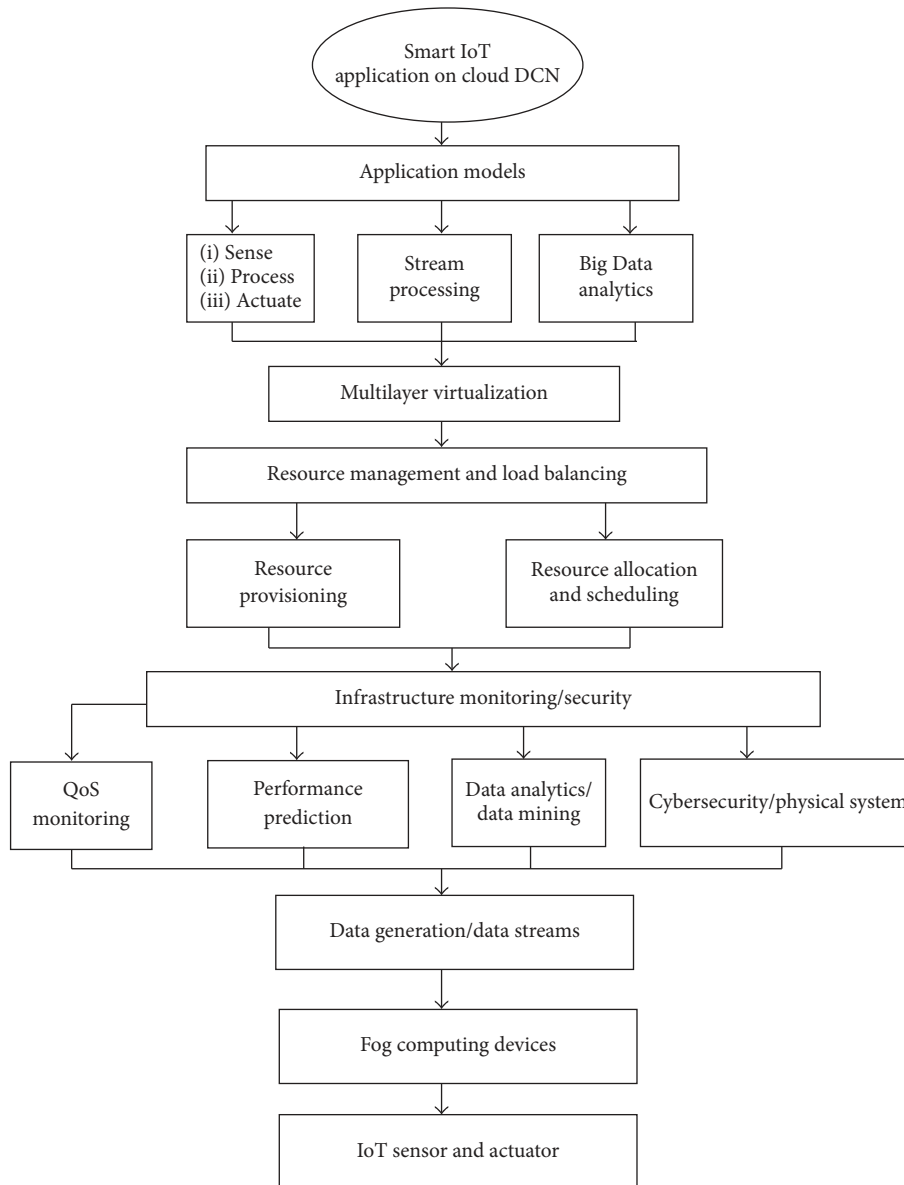 Smart IoT
application on cloud DCN
Application models
(i) Sense
(ii) Process
(iii) Actuate
Stream
processing
Big Data
analytics
Multilayer virtualization
Resource management and load balancing
Resource
provisioning
Resource allocation
and scheduling
Infrastructure monitoring/security
QoS
monitoring
Performance
prediction
Data analytics/
data mining
Cybersecurity/physical system
Data generation/data streams
Fog computing devices
IoT sensor and actuator